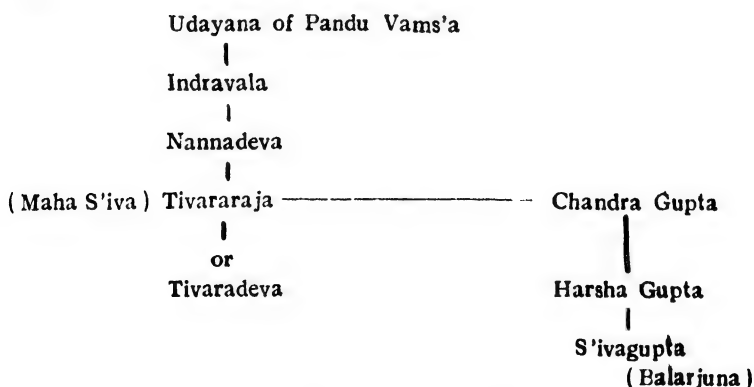 Udayana of Pandu Vams'a
Indravala
Nannadeva
(Maha S'iva) Tivararaja Chandra Gupta
or
Tivaradeva Harsha Gupta
S'ivagupta
(Balarjuna)